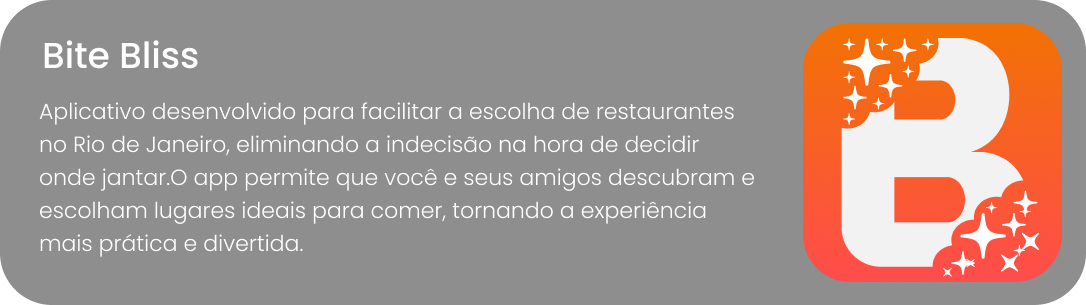 Bite Bliss
Aplicativo desenvolvido para facilitar a escolha de restaurantes
no Rio de Janeiro, eliminando a indecisão na hora de decidir
onde jantar.O app permite que você e seus amigos descubram e
escolham lugares ideais para comer, tornando a experiência
mais prática e divertida.
B